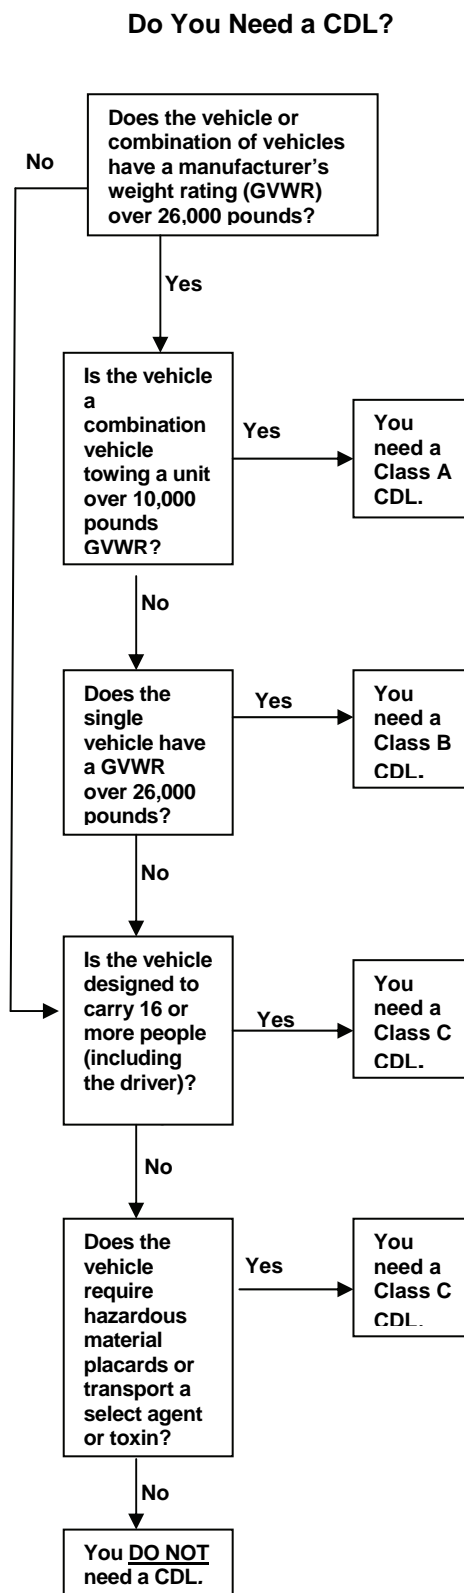 Do You Need a CDL?
Does the vehicle or
combination of vehicles
have a manufacturer's
weight rating (GVWR)
over 26,000 pounds?
No
Yes
Is the vehicle
a
combination
vehicle
towing a unit
over 10,000
pounds
GVWR?
Yes
You
need a
Class A
CDL.
No
Does the
single
vehicle have
a GVWR
over 26,000
pounds?
Yes
You
need a
Class B
CDL.
No
Is the vehicle
designed to
carry 16 or
more people
(including
the driver)?
Yes
You
need a
Class C
CDL.
No
Does the
vehicle
require
hazardous
material
placards or
transport a
select agent
or toxin?
Yes
You
need a
Class C
CDL.
No
You DO NOT
need a CDL.